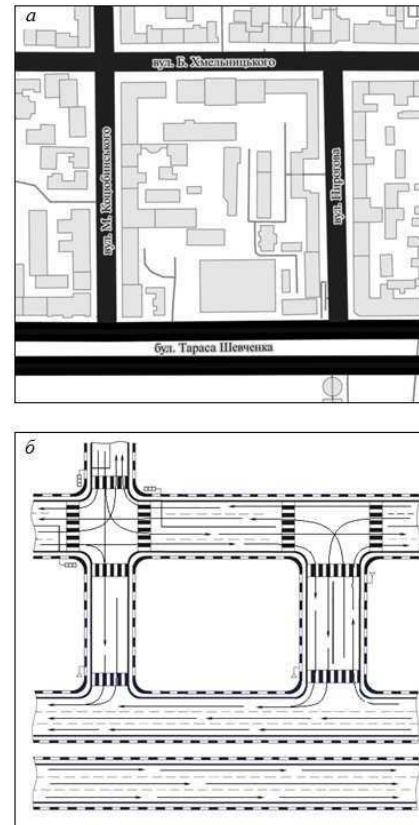 а
вул. Б. Хмельницького
вул. М. Коцюбинського
вул. Пирогова
бул. Тараса Шевченка
б